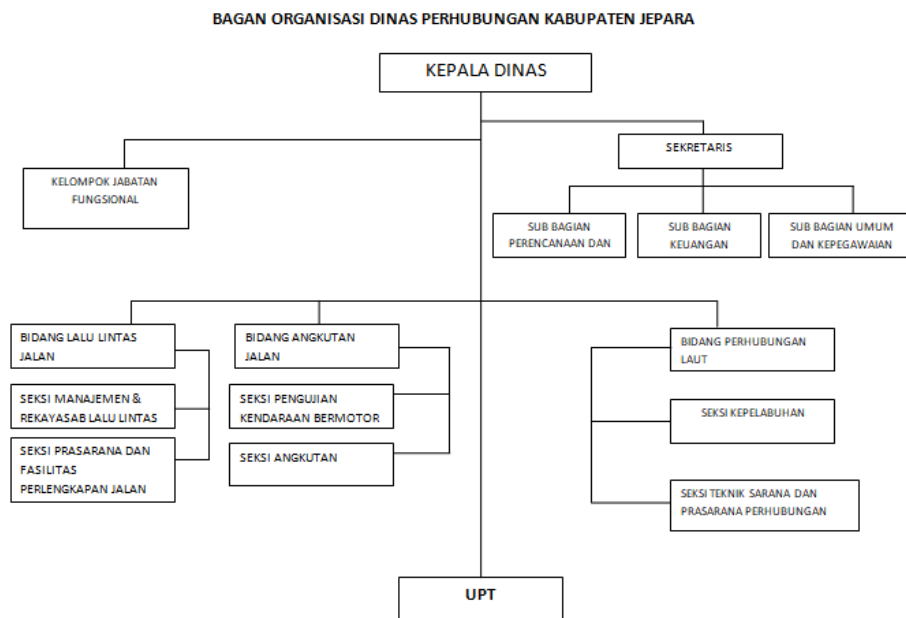 BAGAN ORGANISASI DINAS PERHUBUNGAN KABUPATEN JEPARA
KEPALA DINAS
SEKRETARIS
KELOMPOK JABATAN
FUNGSIONAL
SUB BAGIAN
PERENCANAAN DAN
SUB BAGIAN
KEUANGAN
SUB BAGIAN UMUM
DAN KEPEGAWAIAN
BIDANG LALU LINTAS
JALAN
SEKSI MANAJEMEN &
REKAYASAB LALU LINTAS
SEKSI PRASARANA DAN
FASILITAS
PERLENGKAPAN JALAN
BIDANG ANGKUTAN
JALAN
SEKSI PENGUJIAN
KENDARAAN BERMOTOR
SEKSI ANGKUTAN
BIDANG PERHUBUNGAN
LAUT
SEKSI KEPELABUHAN
SEKSI TEKNIK SARANA DAN
PRASARANA PERHUBUNGAN
UPT